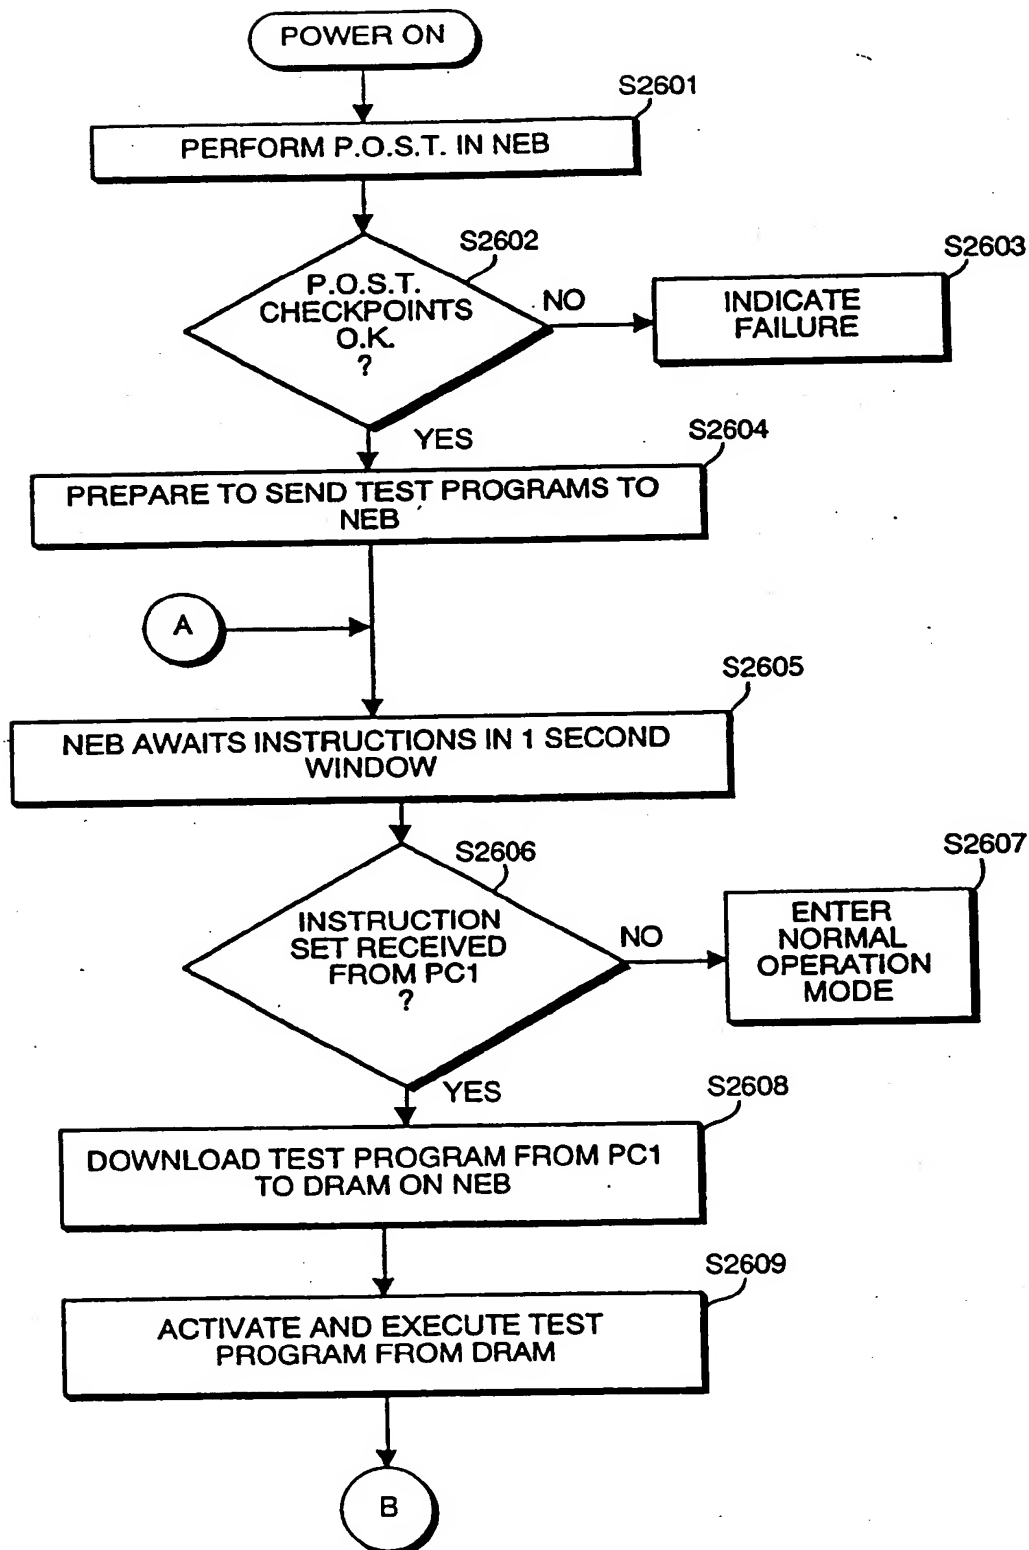 POWER ON
S2601
PERFORM P.O.S.T. IN NEB
S2602
P.O.S.T.
CHECKPOINTS
O.K.
?
NO
S2603
INDICATE
FAILURE
YES
S2604
PREPARE TO SEND TEST PROGRAMS TO
NEB
A
S2605
NEB AWAITS INSTRUCTIONS IN 1 SECOND
WINDOW
S2606
INSTRUCTION
SET RECEIVED
FROM PC1
?
NO
S2607
ENTER
NORMAL
OPERATION
MODE
YES
S2608
DOWNLOAD TEST PROGRAM FROM PC1
TO DRAM ON NEB
S2609
ACTIVATE AND EXECUTE TEST
PROGRAM FROM DRAM
B